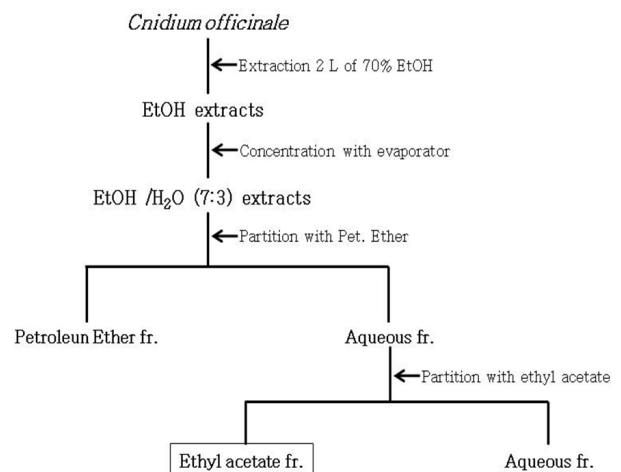 Cnidium officinale
Extraction 2 L of 70% EtOH
EtOH extracts
Concentration with evaporator
EtOH /H₂O (7:3) extracts
Partition with Pet. Ether
Petroleun Ether fr.
Aqueous fr.
Partition with ethyl acetate
Ethyl acetate fr.
Aqueous fr.